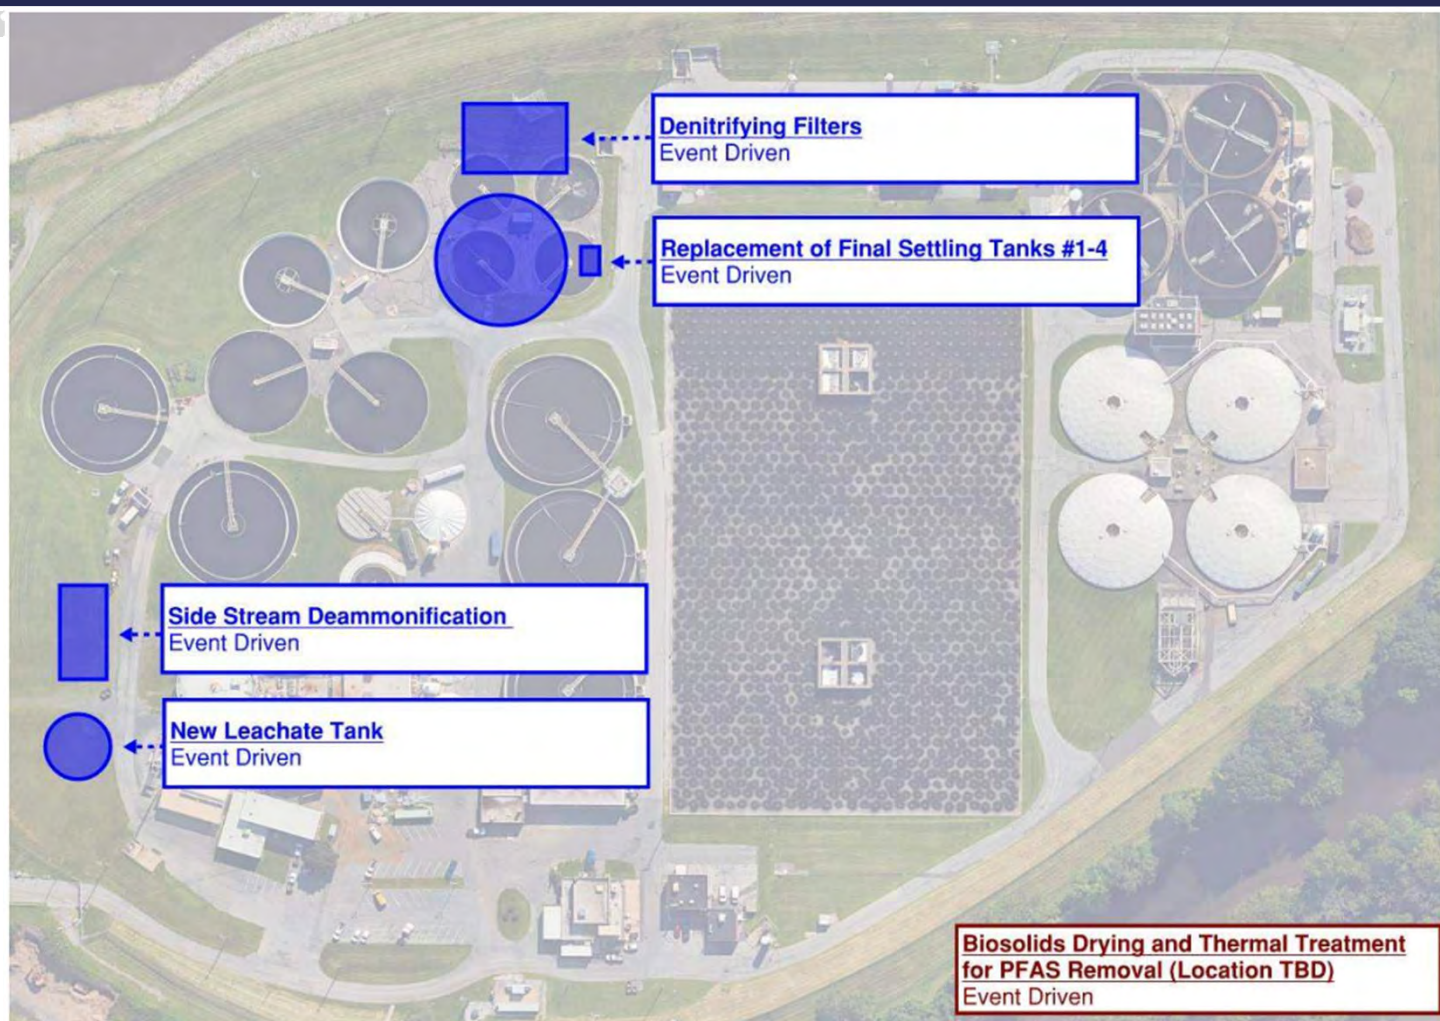 Denitrifying Filters
Event Driven
Replacement of Final Settling Tanks #1-4
Event Driven
Side Stream Deammonification
Event Driven
New Leachate Tank
Event Driven
Biosolids Drying and Thermal Treatment
for PFAS Removal (Location TBD)
Event Driven